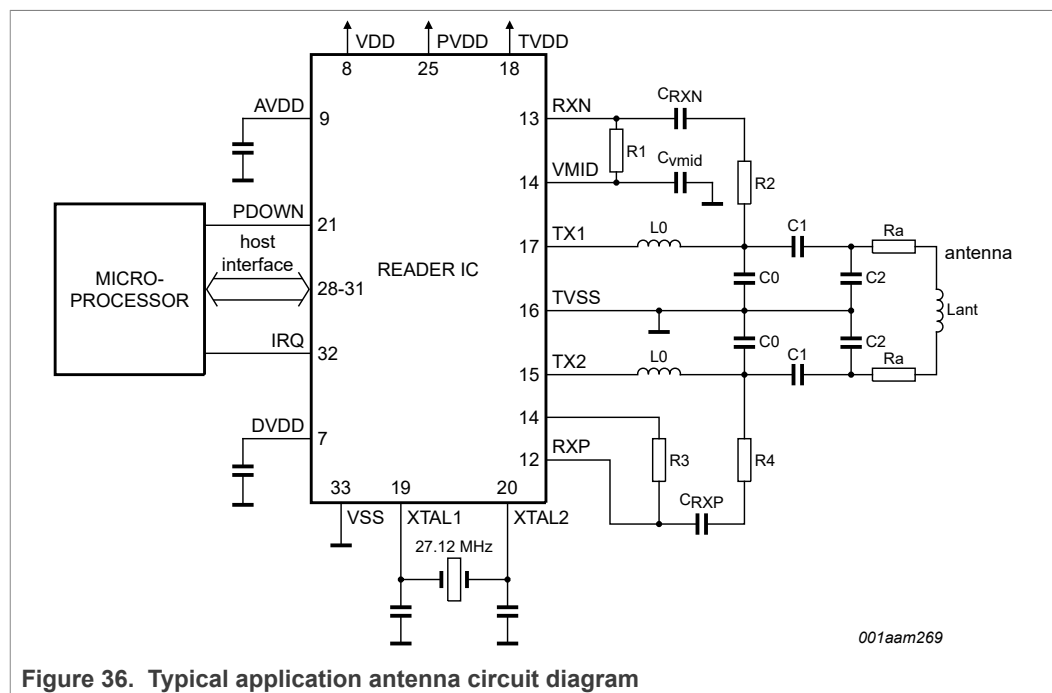 VDD PVDD TVDD
8 25 18
AVDD 9
13 RXN
CRXN
R1
Cvmid
R2
14 VMID
PDOWN 21
host
interface
28-31
MICRO-
PROCESSOR
READER IC
17 TX1
L0
C1
Ra
antenna
C0
C2
Lant
16 TVSS
C0
C2
IRQ 32
15 TX2
L0
C1
Ra
14
DVDD 7
12 RXP
R3
R4
CRXP
33 19 20
VSS XTAL1 XTAL2
27.12 MHz
001aam269
Figure 36. Typical application antenna circuit diagram